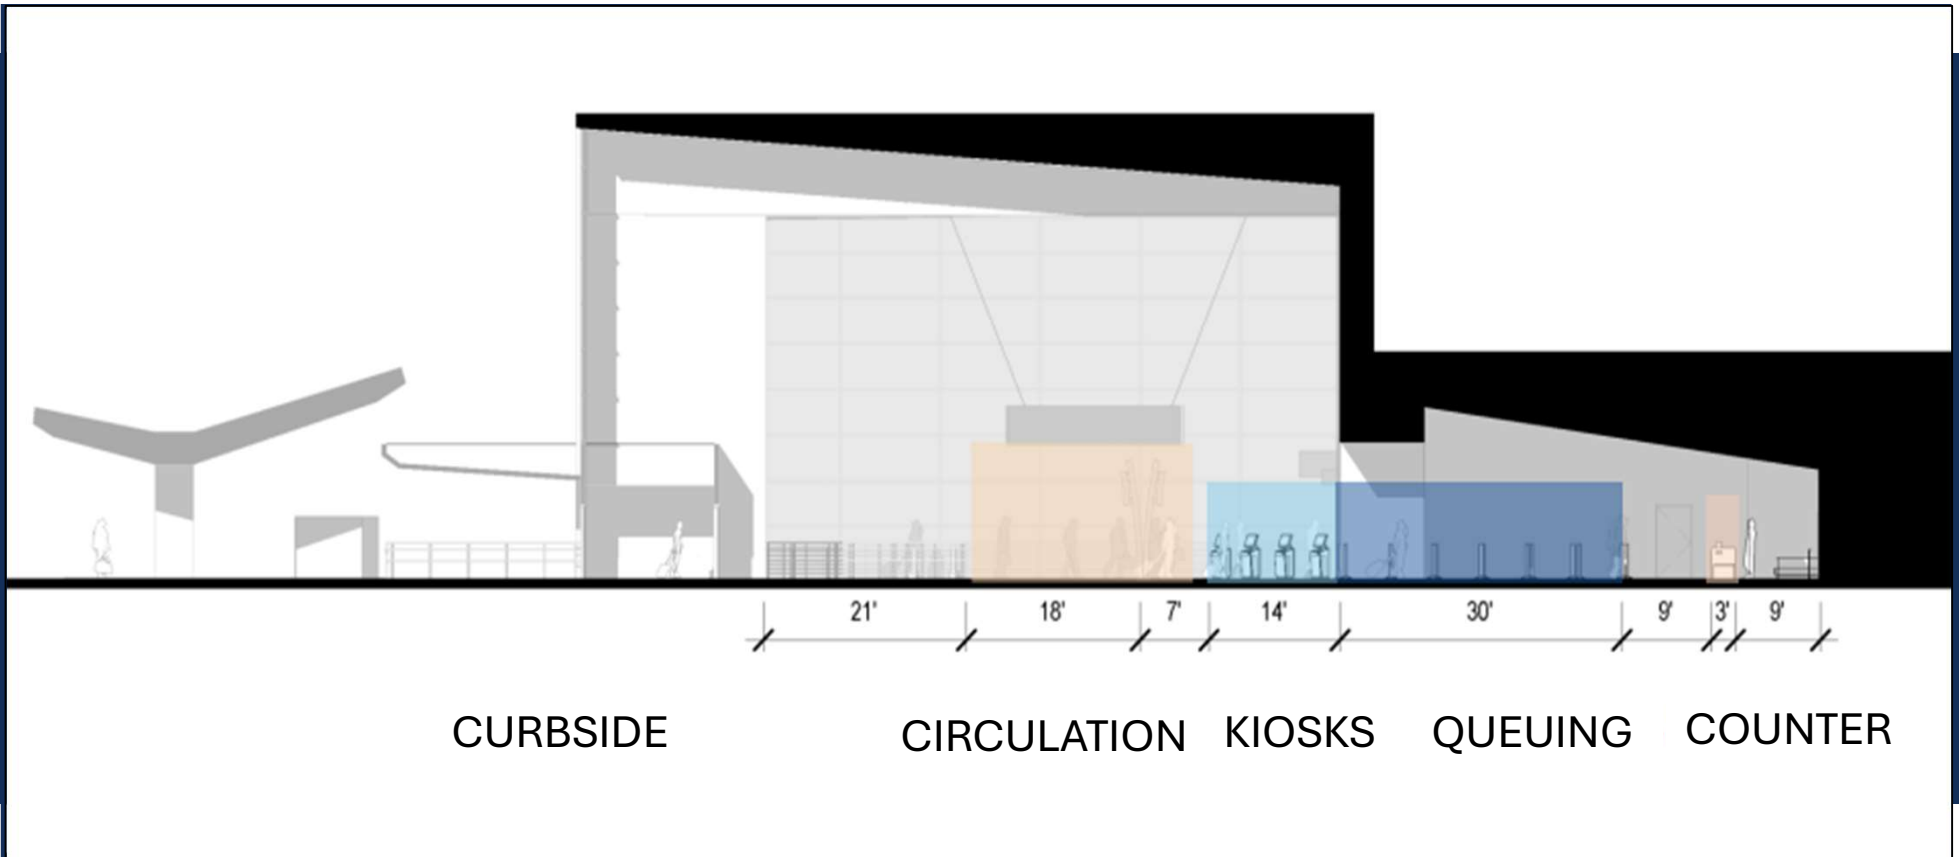 21' 18' 7' 14' 30' 9' 3' 9'
CURBSIDE CIRCULATION KIOSKS QUEUING COUNTER